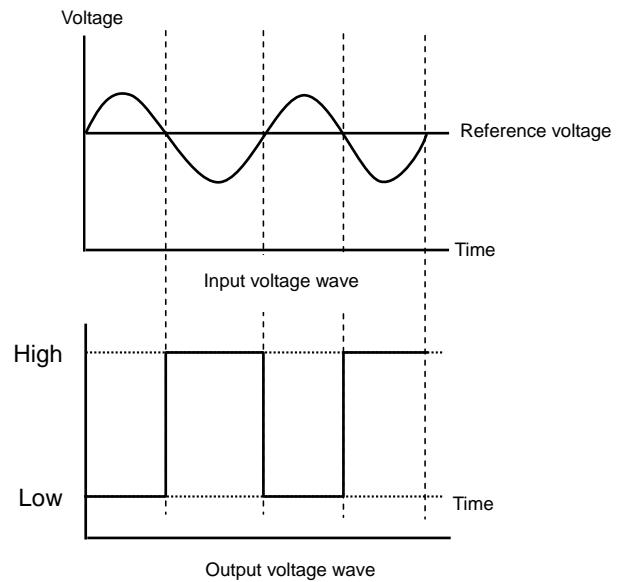 Voltage
Reference voltage
Time
Input voltage wave
High
Low
Time
Output voltage wave